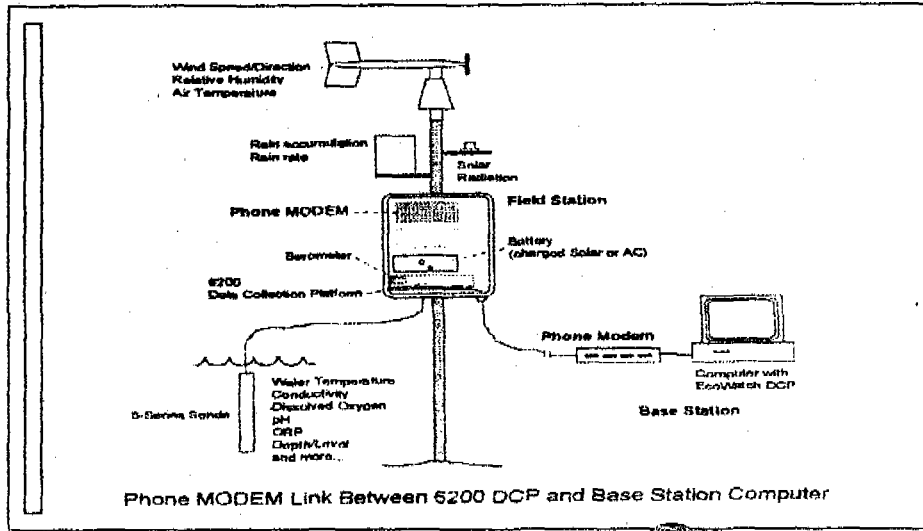 Wind Speed/Direction
Relative Humidity
Air Temperature
Rain accumulation
Rain rate
Solar
Radiation
Phone MODEM
Field Station
Battery
(charged Solar or AC)
Barometer
6200
Data Collection Platform
Phone Modem
Computer with
EcoWatch DCP
Base Station
6-Series Sonde
Water Temperature
Conductivity
Dissolved Oxygen
pH
ORP
Depth/Level
and more...
Phone MODEM Link Between 6200 DCP and Base Station Computer